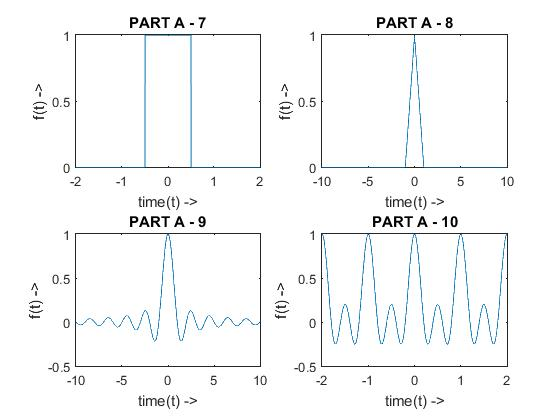 PART A - 7
1
0.5
0
f(t) ->
-2 -1 0 1 2
time(t) ->
PART A - 8
1
0.5
0
f(t) ->
-10 -5 0 5 10
time(t) ->
PART A - 9
1
0.5
0
-0.5
f(t) ->
-10 -5 0 5 10
time(t) ->
PART A - 10
1
0.5
0
-0.5
f(t) ->
-2 -1 0 1 2
time(t) ->